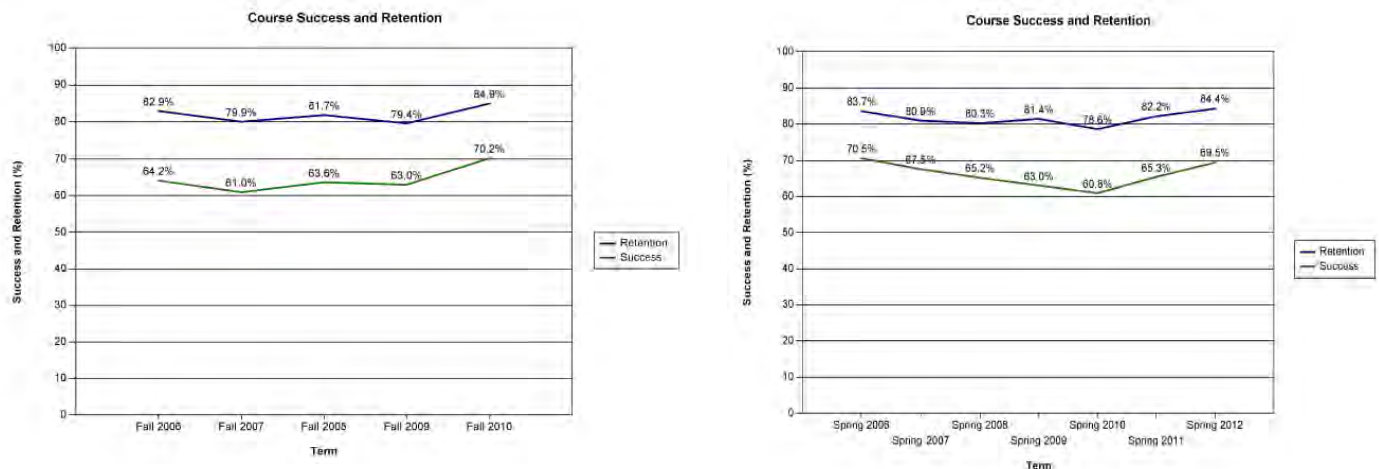 Course Success and Retention
100
90
80
70
60
50
40
30
20
10
0
Success and Retention (%)
82.9%
79.9%
81.7%
79.4%
84.9%
64.2%
61.0%
63.6%
63.0%
70.2%
Fall 2006
Fall 2007
Fall 2008
Fall 2009
Fall 2010
Term
Retention
Success
Course Success and Retention
100
90
80
70
60
50
40
30
20
10
0
Success and Retention (%)
83.7%
80.9%
80.3%
81.4%
78.6%
82.2%
84.4%
70.5%
67.5%
65.2%
63.0%
60.8%
65.3%
69.5%
Spring 2006
Spring 2008
Spring 2010
Spring 2012
Spring 2007
Spring 2009
Spring 2011
Term
Retention
Success